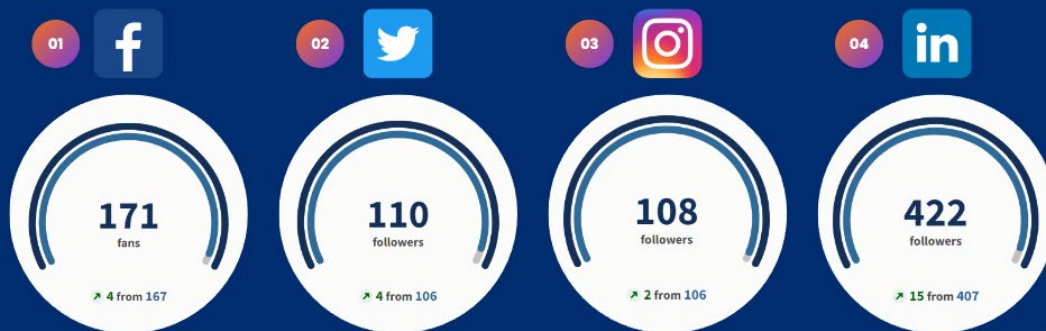 01
02
03
04 in
171
fans
4 from 167
110
followers
4 from 106
108
followers
2 from 106
422
followers
15 from 407